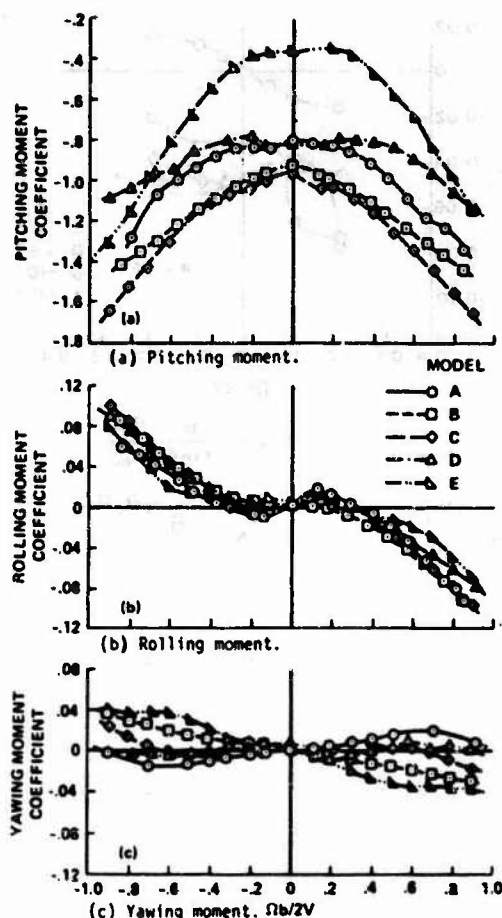 -.2
-.4
-.6
-.8
-1.0
-1.2
-1.4
-1.6
-1.8
PITCHING MOMENT
COEFFICIENT
(a)
(a) Pitching moment.
MODEL
A
B
C
D
E
.12
.08
.04
0
-.04
-.08
-.12
ROLLING MOMENT
COEFFICIENT
(b)
(b) Rolling moment.
.08
.04
0
-.04
-.08
-.12
YAWING MOMENT
COEFFICIENT
(c)
-1.0 -.8 -.6 -.4 -.2 0 .2 .4 .6 .8 1.0
(c) Yawing moment. Ωb/2V